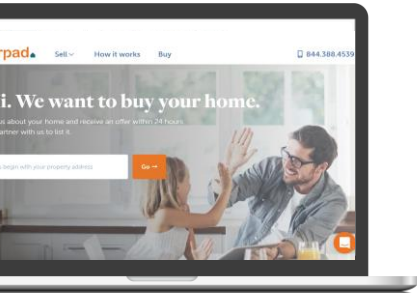 rpad.
Sell
How it works
Buy
844.388.4539
i. We want to buy your home.
us about your home and receive an offer within 24 hours
artner with us to list it.
begin with your property address
Go →